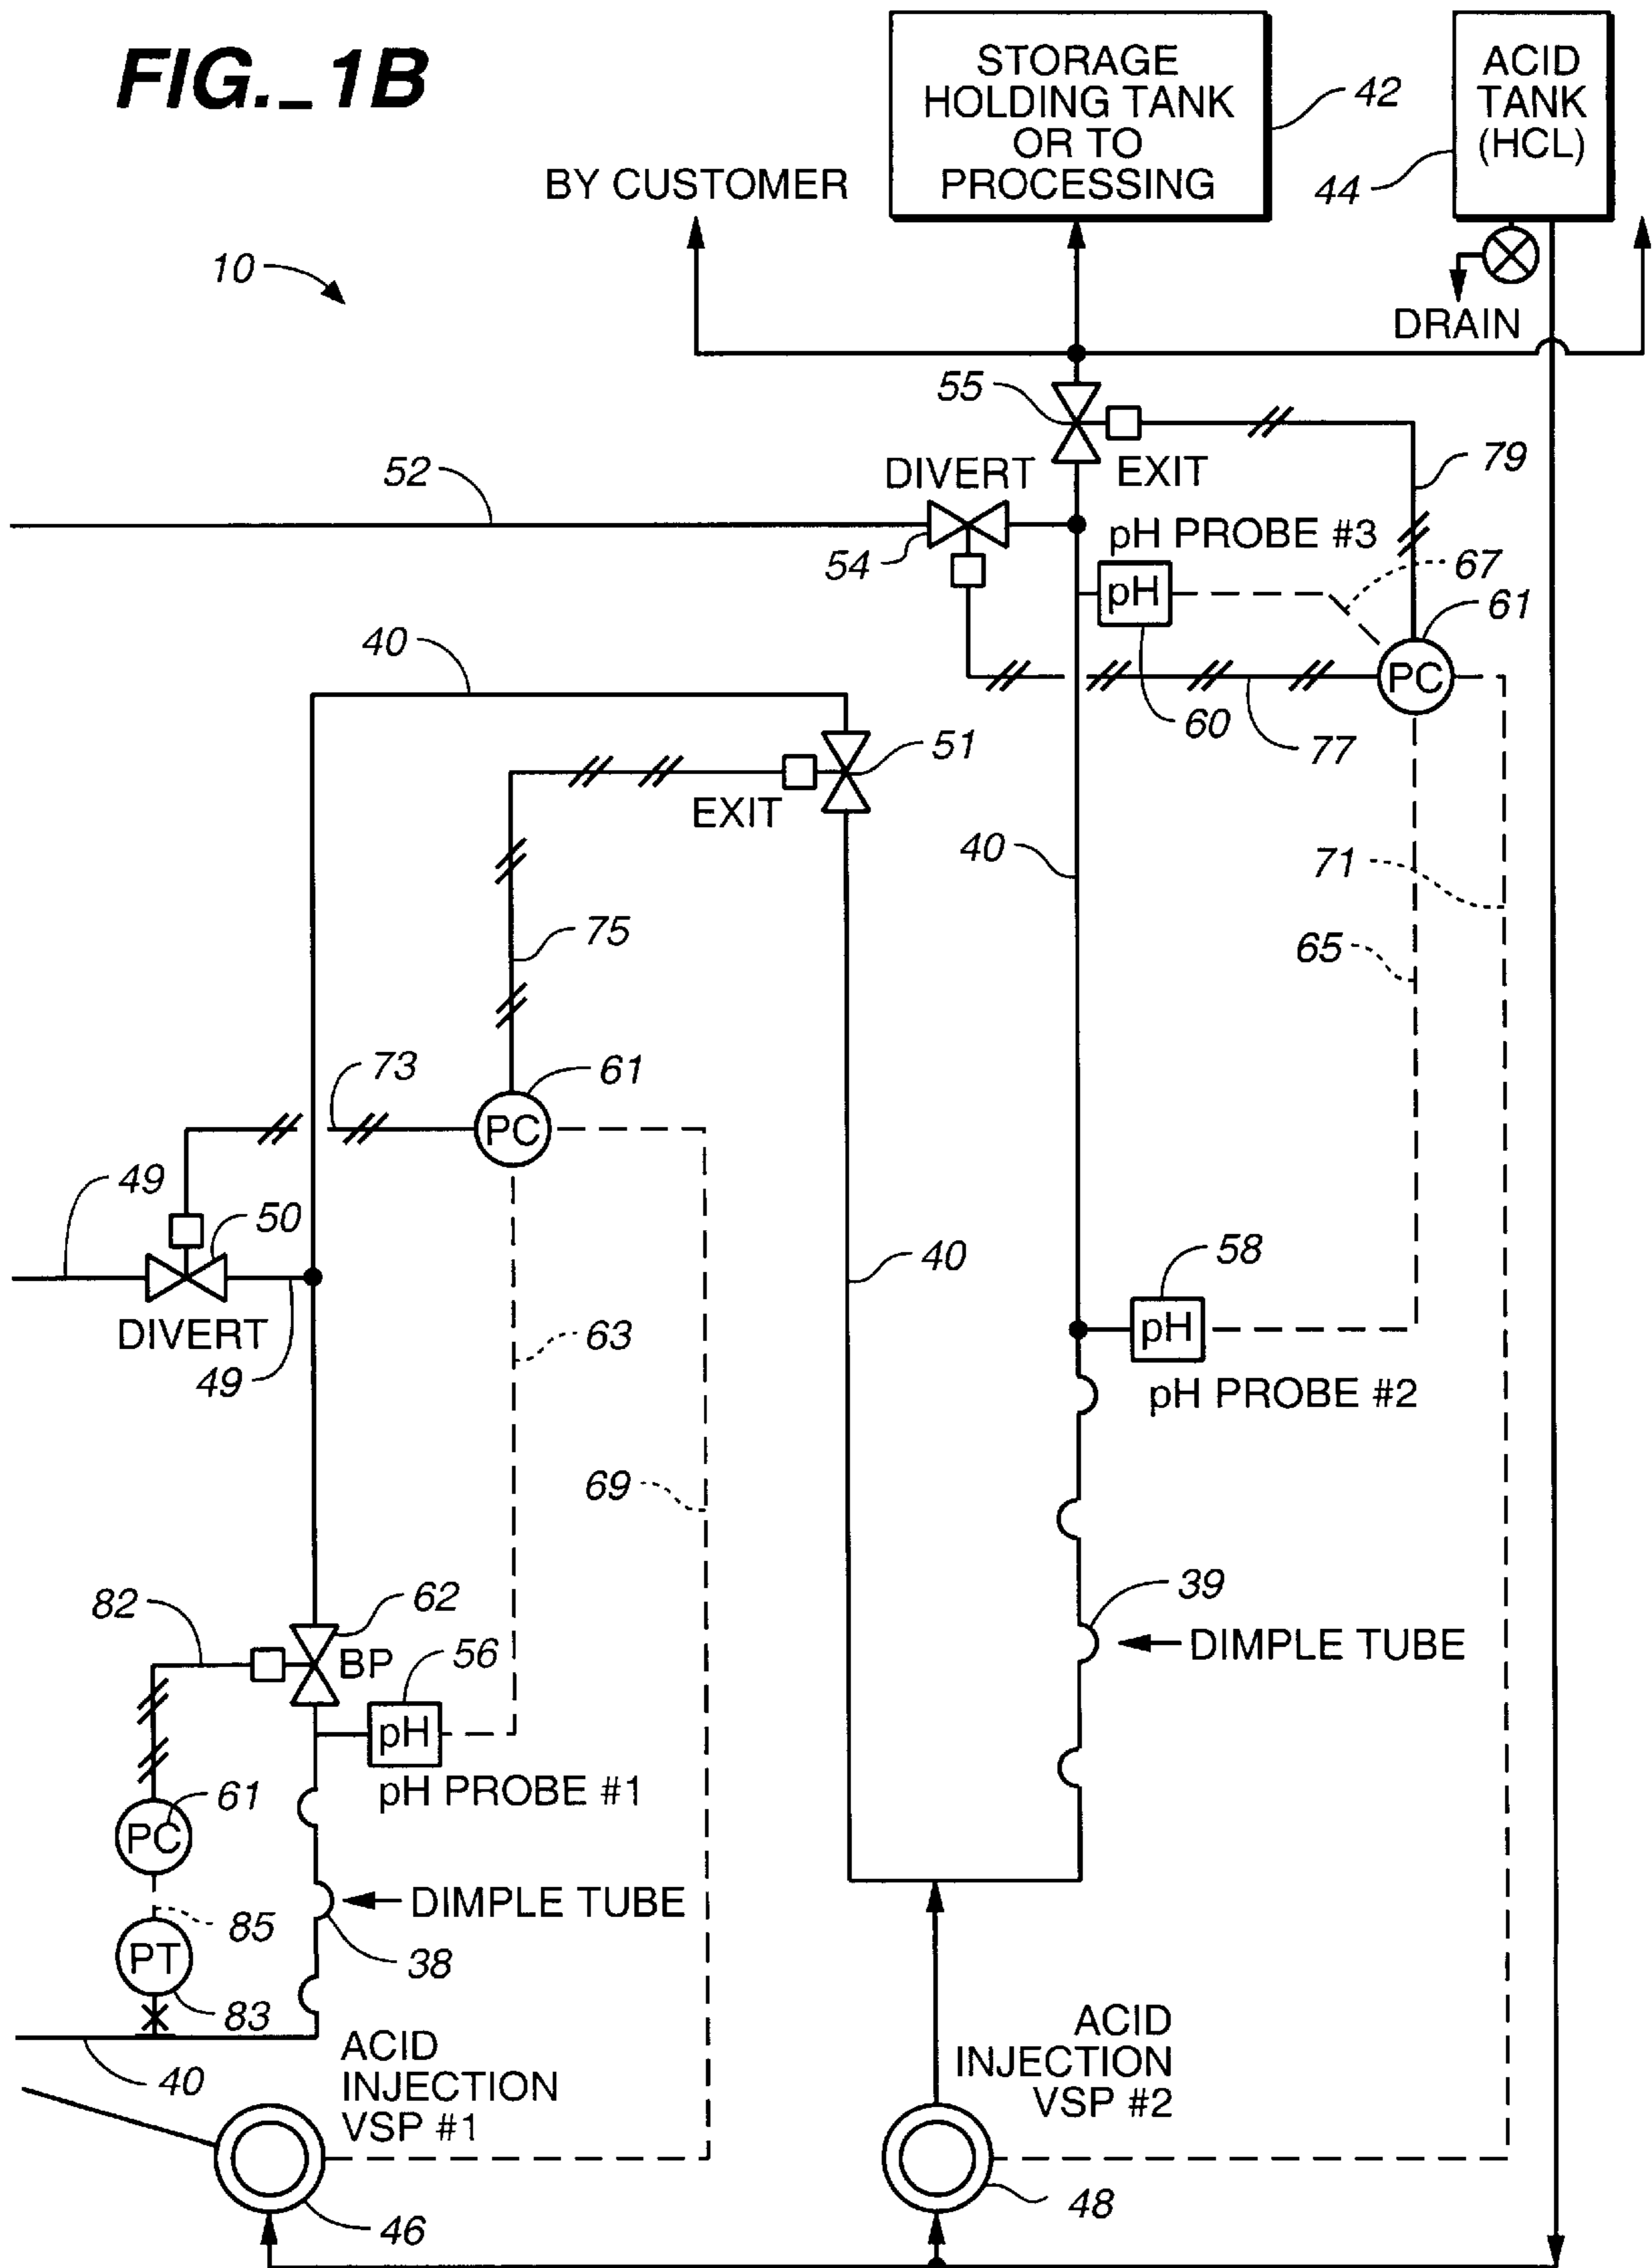 FIG._1B
STORAGE
HOLDING TANK
OR TO
PROCESSING
42
ACID
TANK
(HCL)
44
BY CUSTOMER
10
DRAIN
55
EXIT
79
52
DIVERT
54
pH PROBE #3
pH
67
61
PC
60
77
40
51
EXIT
40
71
65
75
73
61
PC
49
50
DIVERT
49
63
40
58
pH
pH PROBE #2
69
82
62
BP
56
pH
pH PROBE #1
39
DIMPLE TUBE
61
PC
85
PT
83
DIMPLE TUBE
38
40
ACID
INJECTION
VSP #1
46
ACID
INJECTION
VSP #2
48